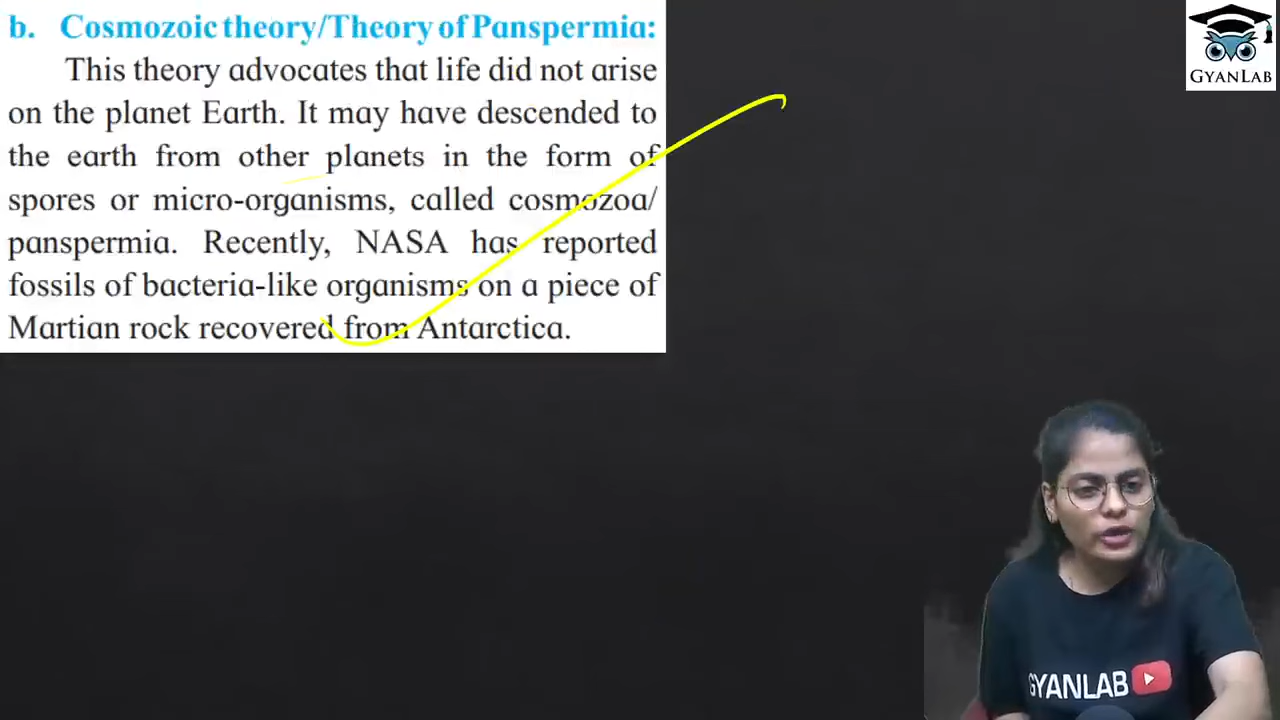 b. Cosmozoic theory/Theory of Panspermia:
This theory advocates that life did not arise
on the planet Earth. It may have descended to
the earth from other planets in the form of
spores or micro-organisms, called cosmozoa/
panspermia. Recently, NASA has reported
fossils of bacteria-like organisms on a piece of
Martian rock recovered from Antarctica.
GYANLAB
GYANLAB